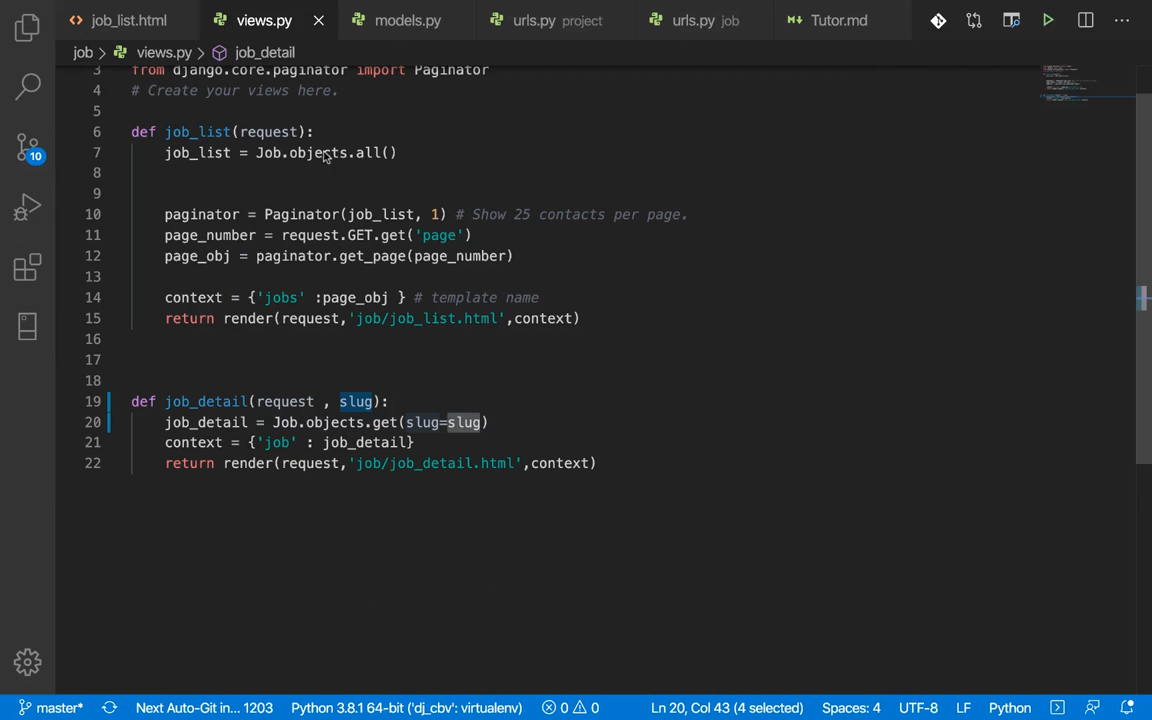 job_list.html views.py models.py urls.py project urls.py job Tutor.md
job > views.py > job_detail
3 from django.core.paginator import Paginator
4 # Create your views here.
5
6 def job_list(request):
7 job_list = Job.objects.all()
8
9
10 paginator = Paginator(job_list, 1) # Show 25 contacts per page.
11 page_number = request.GET.get('page')
12 page_obj = paginator.get_page(page_number)
13
14 context = {'jobs' :page_obj } # template name
15 return render(request,'job/job_list.html',context)
16
17
18
19 def job_detail(request , slug):
20 job_detail = Job.objects.get(slug=slug)
21 context = {'job' : job_detail}
22 return render(request,'job/job_detail.html',context)
10
master* Next Auto-Git in... 1203 Python 3.8.1 64-bit ('dj_cbv': virtualenv) 0 0 Ln 20, Col 43 (4 selected) Spaces: 4 UTF-8 LF Python